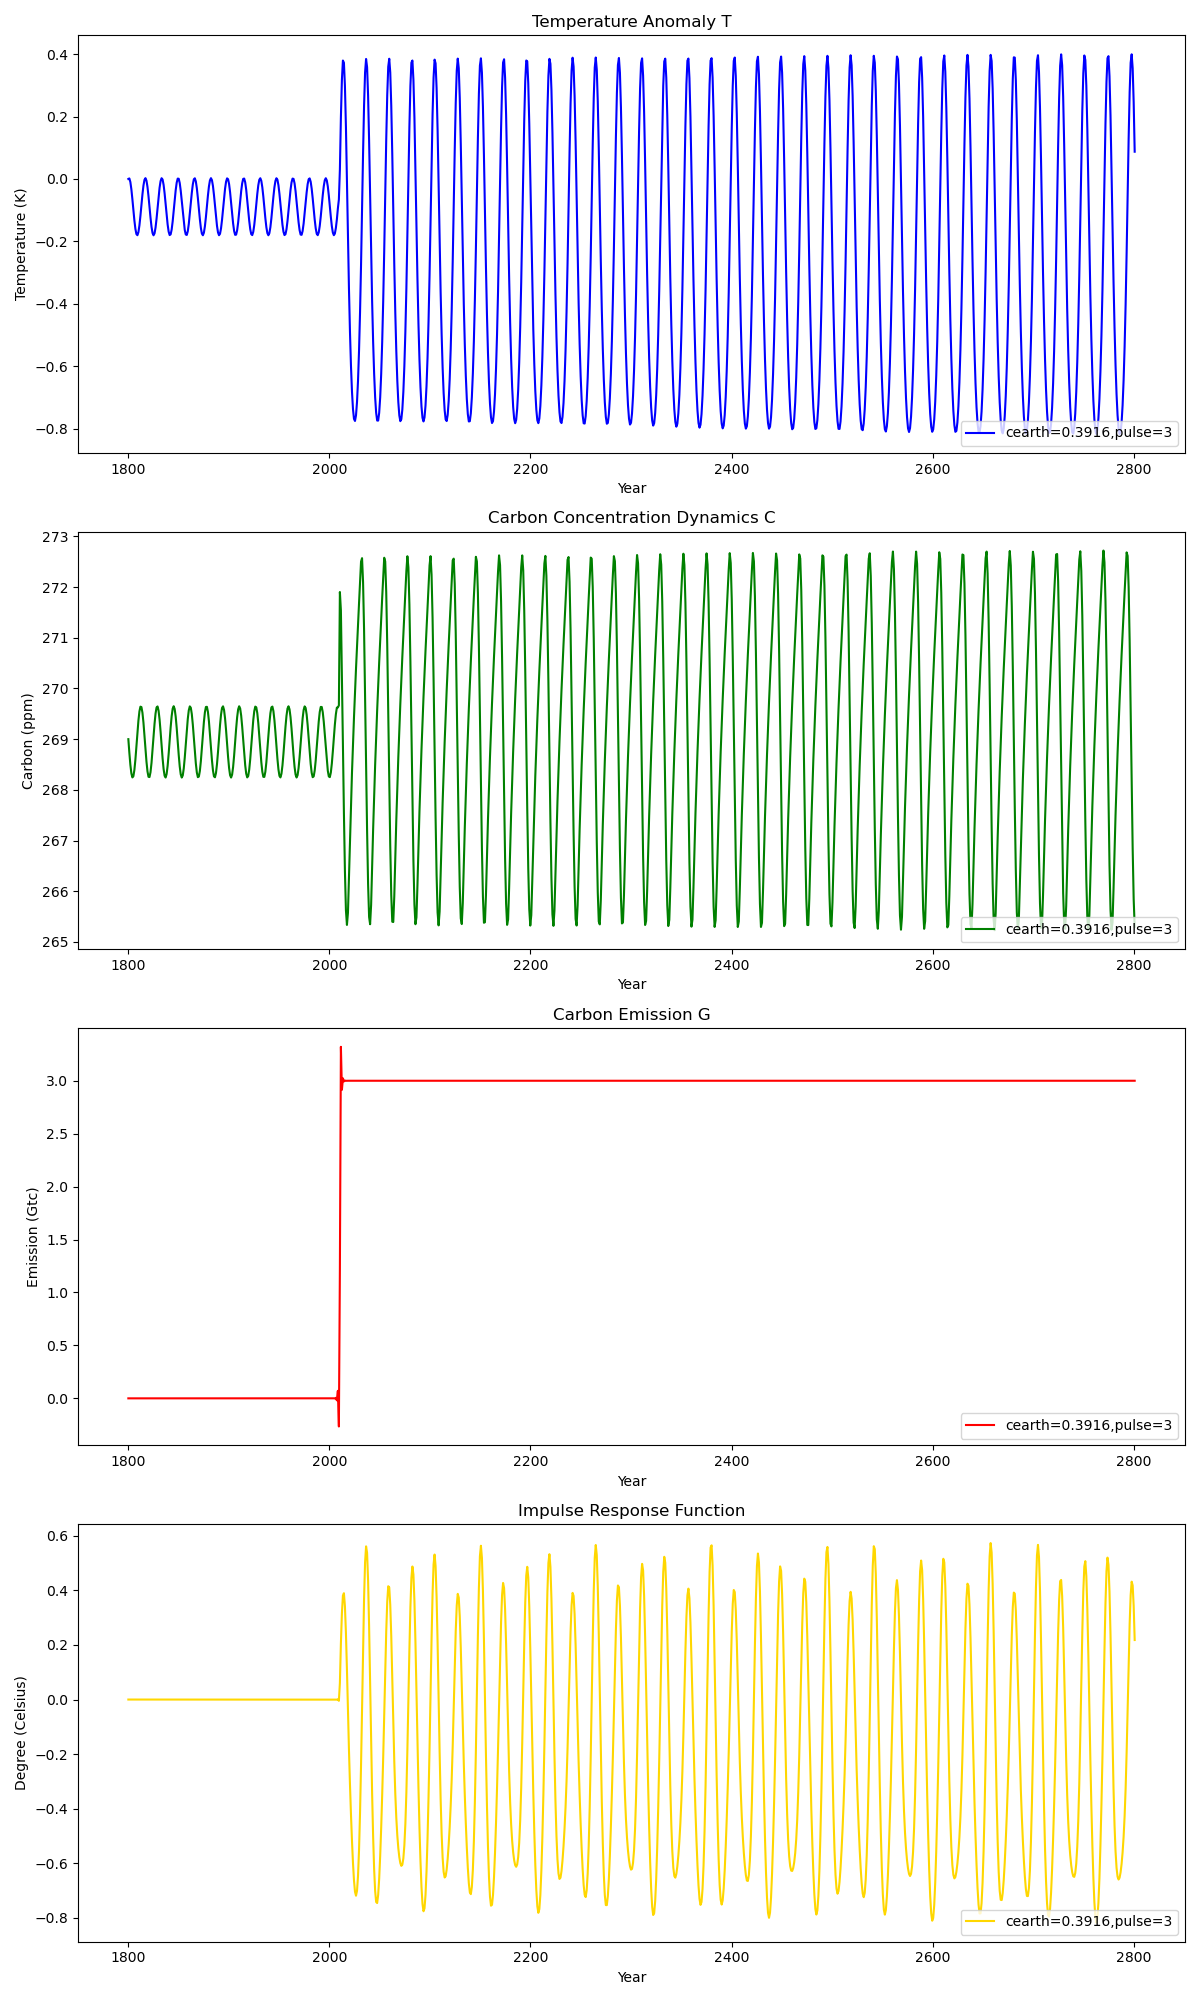 Temperature Anomaly T
Temperature (K)
0.4
0.2
0.0
−0.2
−0.4
−0.6
−0.8
cearth=0.3916,pulse=3
1800 2000 2200 2400 2600 2800
Year
Carbon Concentration Dynamics C
Carbon (ppm)
273
272
271
270
269
268
267
266
265
cearth=0.3916,pulse=3
1800 2000 2200 2400 2600 2800
Year
Carbon Emission G
Emission (Gtc)
3.0
2.5
2.0
1.5
1.0
0.5
0.0
cearth=0.3916,pulse=3
1800 2000 2200 2400 2600 2800
Year
Impulse Response Function
Degree (Celsius)
0.6
0.4
0.2
0.0
−0.2
−0.4
−0.6
−0.8
cearth=0.3916,pulse=3
1800 2000 2200 2400 2600 2800
Year